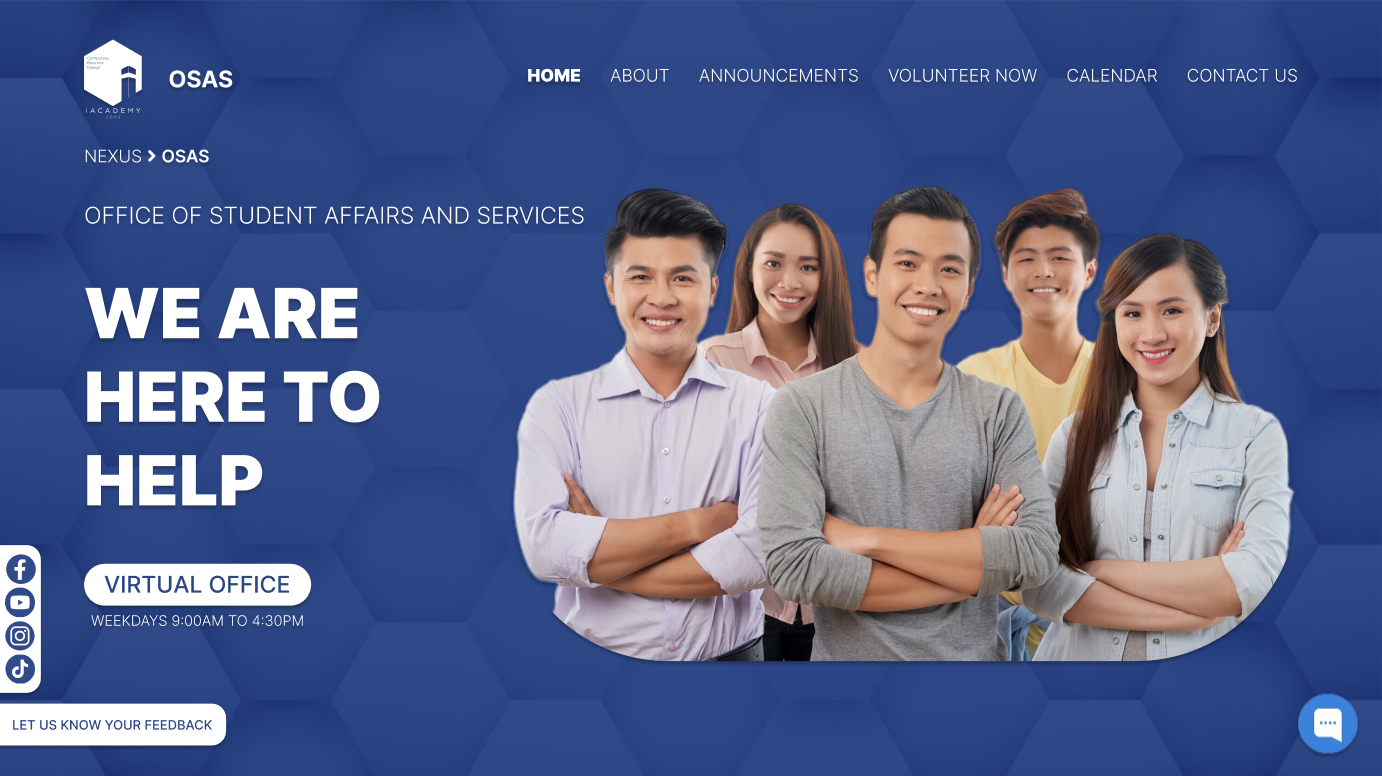 Computing
Business
Design
iACADEMY
2002
OSAS
HOME ABOUT ANNOUNCEMENTS VOLUNTEER NOW CALENDAR CONTACT US
NEXUS > OSAS
OFFICE OF STUDENT AFFAIRS AND SERVICES
WE ARE
HERE TO
HELP
VIRTUAL OFFICE
WEEKDAYS 9:00AM TO 4:30PM
LET US KNOW YOUR FEEDBACK